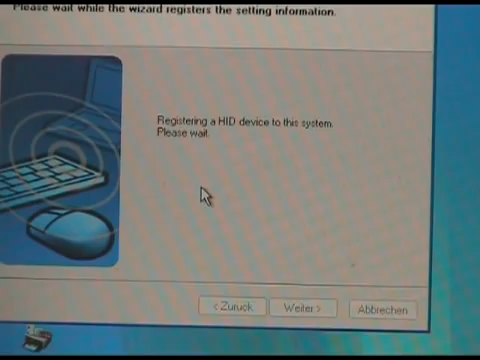 Please wait while the wizard registers the setting information.
Registering a HID device to this system.
Please wait.
< Zurück
Weiter >
Abbrechen